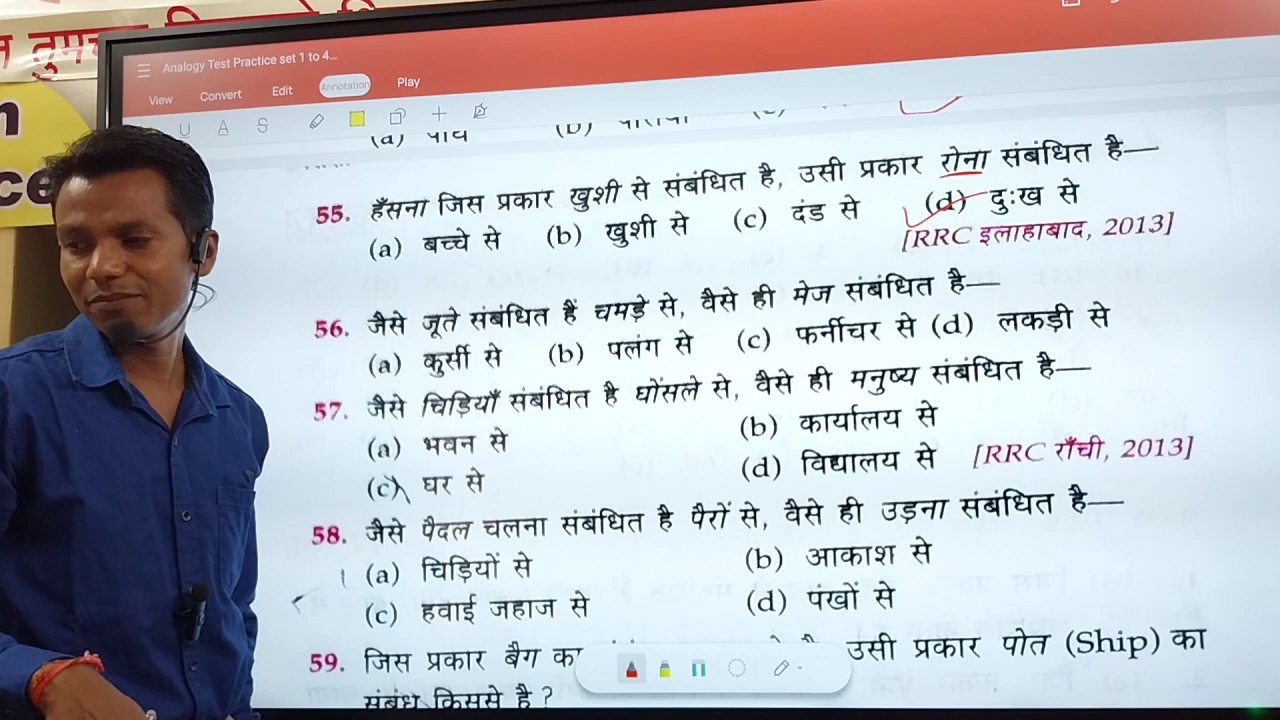 Analogy Test Practice set 1 to 4...
View Convert Edit Annotation Play
U A S
55. हँसना जिस प्रकार खुशी से संबंधित है, उसी प्रकार रोना संबंधित है—
(a) बच्चे से (b) खुशी से (c) दंड से (d) दुःख से
[RRC इलाहाबाद, 2013]
56. जैसे जूते संबंधित हैं चमड़े से, वैसे ही मेज संबंधित है—
(a) कुर्सी से (b) पलंग से (c) फर्नीचर से (d) लकड़ी से
57. जैसे चिड़ियाँ संबंधित है घोंसले से, वैसे ही मनुष्य संबंधित है—
(a) भवन से (b) कार्यालय से
(c) घर से (d) विद्यालय से [RRC राँची, 2013]
58. जैसे पैदल चलना संबंधित है पैरों से, वैसे ही उड़ना संबंधित है—
(a) चिड़ियों से (b) आकाश से
(c) हवाई जहाज से (d) पंखों से
59. जिस प्रकार बैग का उसी प्रकार पोत (Ship) का
संबंध किससे है ?